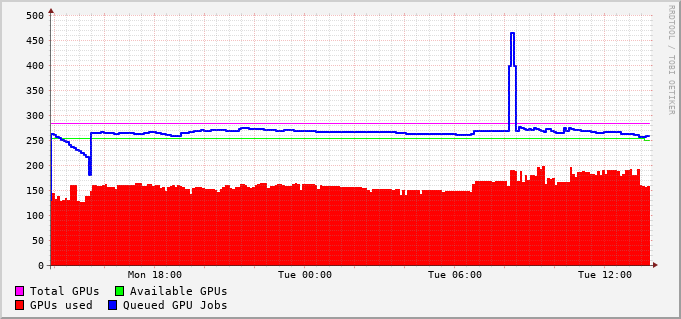 500
450
400
350
300
250
200
150
100
50
0
Mon 18:00 Tue 00:00 Tue 06:00 Tue 12:00
Total GPUs Available GPUs
GPUs used Queued GPU Jobs
RRDTOOL / TOBI OETIKER